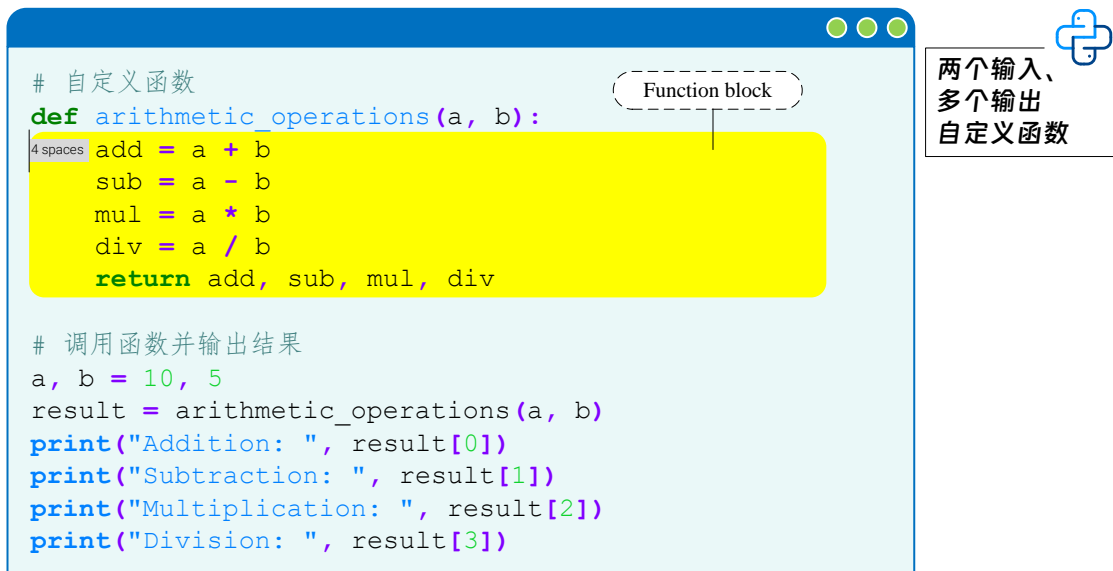 # 自定义函数
Function block
def arithmetic_operations(a, b):
4 spaces add = a + b
sub = a - b
mul = a * b
div = a / b
return add, sub, mul, div
# 调用函数并输出结果
a, b = 10, 5
result = arithmetic_operations(a, b)
print("Addition: ", result[0])
print("Subtraction: ", result[1])
print("Multiplication: ", result[2])
print("Division: ", result[3])
两个输入、
多个输出
自定义函数